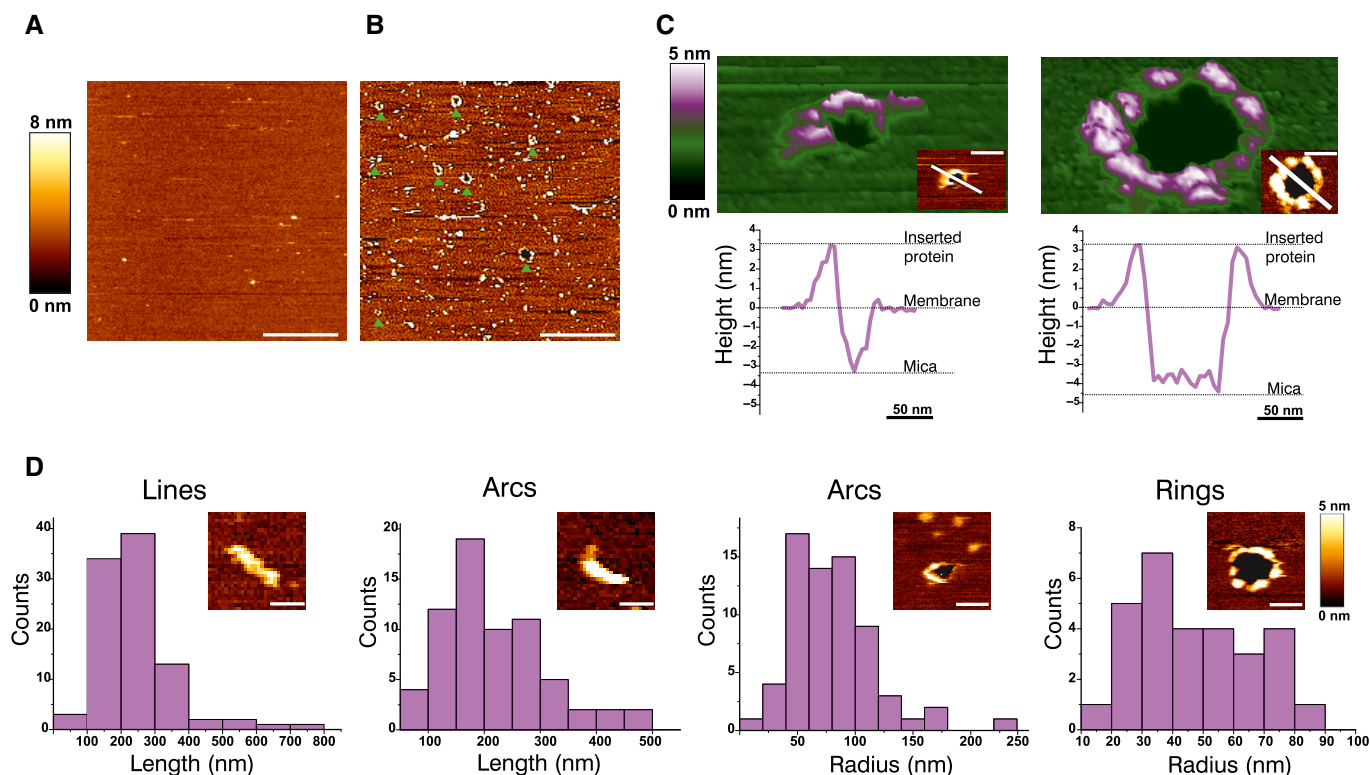 A
B
C
8 nm
0 nm
5 nm
0 nm
Height (nm)
4
3
2
1
0
−1
−2
−3
−4
−5
Inserted
protein
Membrane
Mica
50 nm
Height (nm)
4
3
2
1
0
−1
−2
−3
−4
−5
Inserted
protein
Membrane
Mica
50 nm
D
Lines
Counts
40
30
20
10
0
100 200 300 400 500 600 700 800
Length (nm)
Arcs
Counts
20
15
10
5
0
100 200 300 400 500
Length (nm)
Arcs
Counts
15
10
5
0
50 100 150 200 250
Radius (nm)
Rings
Counts
8
6
4
2
0
10 20 30 40 50 60 70 80 90 100
Radius (nm)
5 nm
0 nm